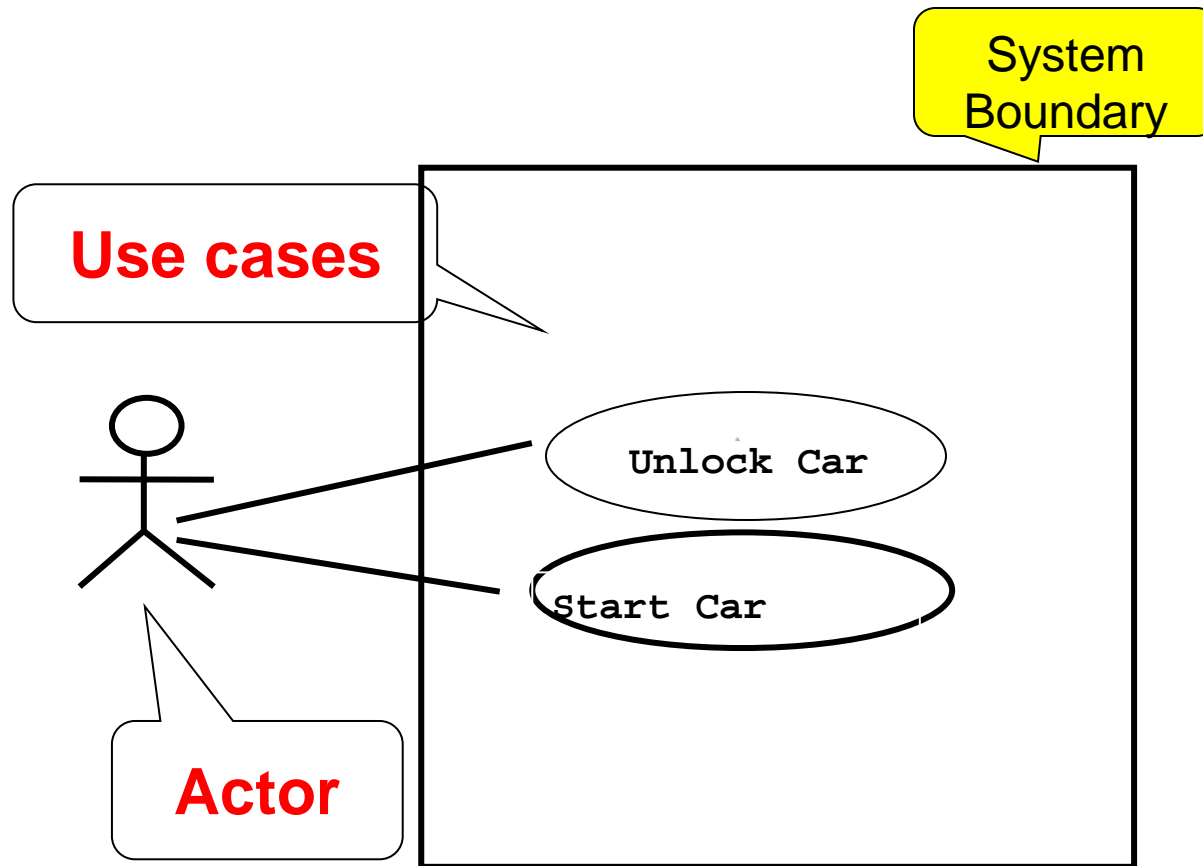 System
Boundary
Use cases
Unlock Car
Start Car
Actor